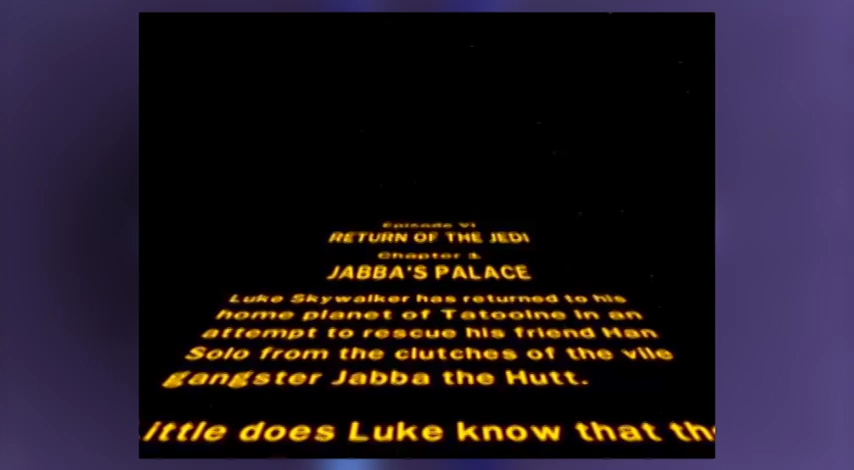 Episode VI
RETURN OF THE JEDI
Chapter 1
JABBA'S PALACE
Luke Skywalker has returned to his
home planet of Tatooine in an
attempt to rescue his friend Han
Solo from the clutches of the vile
gangster Jabba the Hutt.
Little does Luke know that the